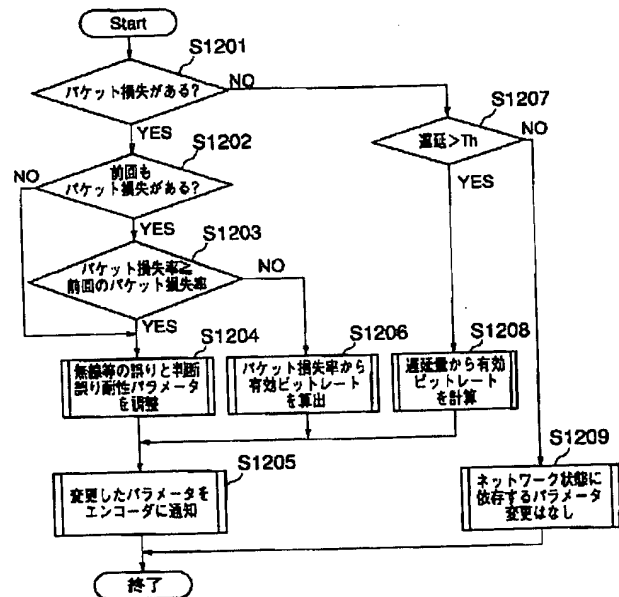 Start
S1201
パケット損失がある?
NO
YES
S1207
遅延>Th
NO
YES
S1202
前回も
パケット損失がある?
NO
YES
S1203
パケット損失率≧
前回のパケット損失率
NO
YES
S1204
無線等の誤りと判断
誤り耐性パラメータ
を調整
S1206
パケット損失率から
有効ビットレート
を算出
S1208
遅延量から有効
ビットレート
を計算
S1205
変更したパラメータを
エンコーダに通知
S1209
ネットワーク状態に
依存するパラメータ
変更はなし
終了